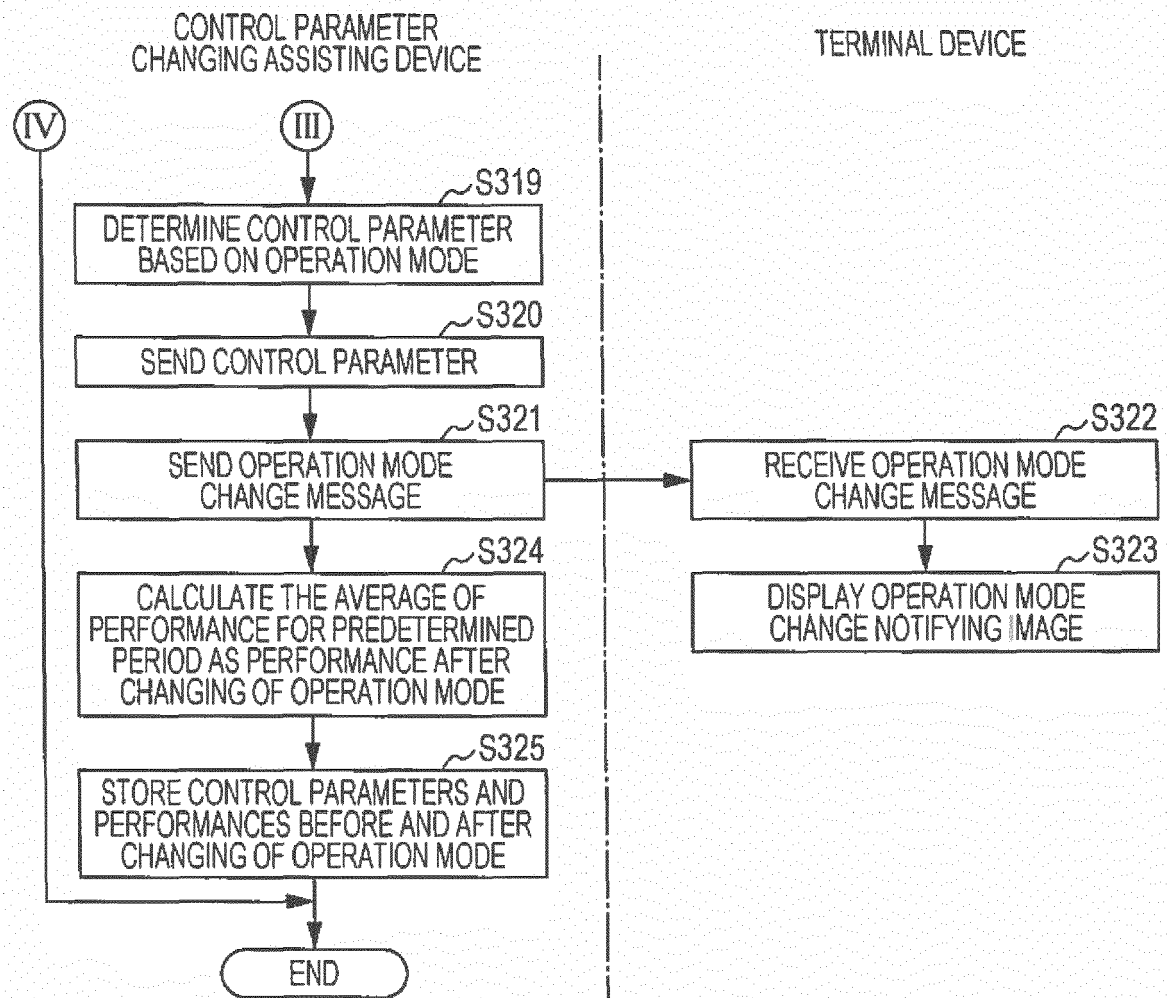 CONTROL PARAMETER
CHANGING ASSISTING DEVICE
TERMINAL DEVICE
IV
III
S319
DETERMINE CONTROL PARAMETER
BASED ON OPERATION MODE
S320
SEND CONTROL PARAMETER
S321
SEND OPERATION MODE
CHANGE MESSAGE
S322
RECEIVE OPERATION MODE
CHANGE MESSAGE
S324
CALCULATE THE AVERAGE OF
PERFORMANCE FOR PREDETERMINED
PERIOD AS PERFORMANCE AFTER
CHANGING OF OPERATION MODE
S323
DISPLAY OPERATION MODE
CHANGE NOTIFYING IMAGE
S325
STORE CONTROL PARAMETERS AND
PERFORMANCES BEFORE AND AFTER
CHANGING OF OPERATION MODE
END